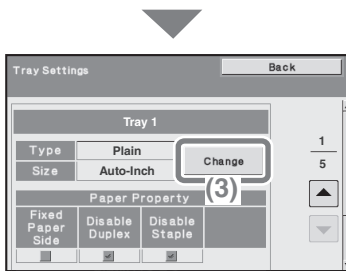 Tray Settings
Back
Tray 1
Type Plain
Size Auto-Inch
Change
(3)
Paper Property
Fixed Paper Side
Disable Duplex
Disable Staple
1
5